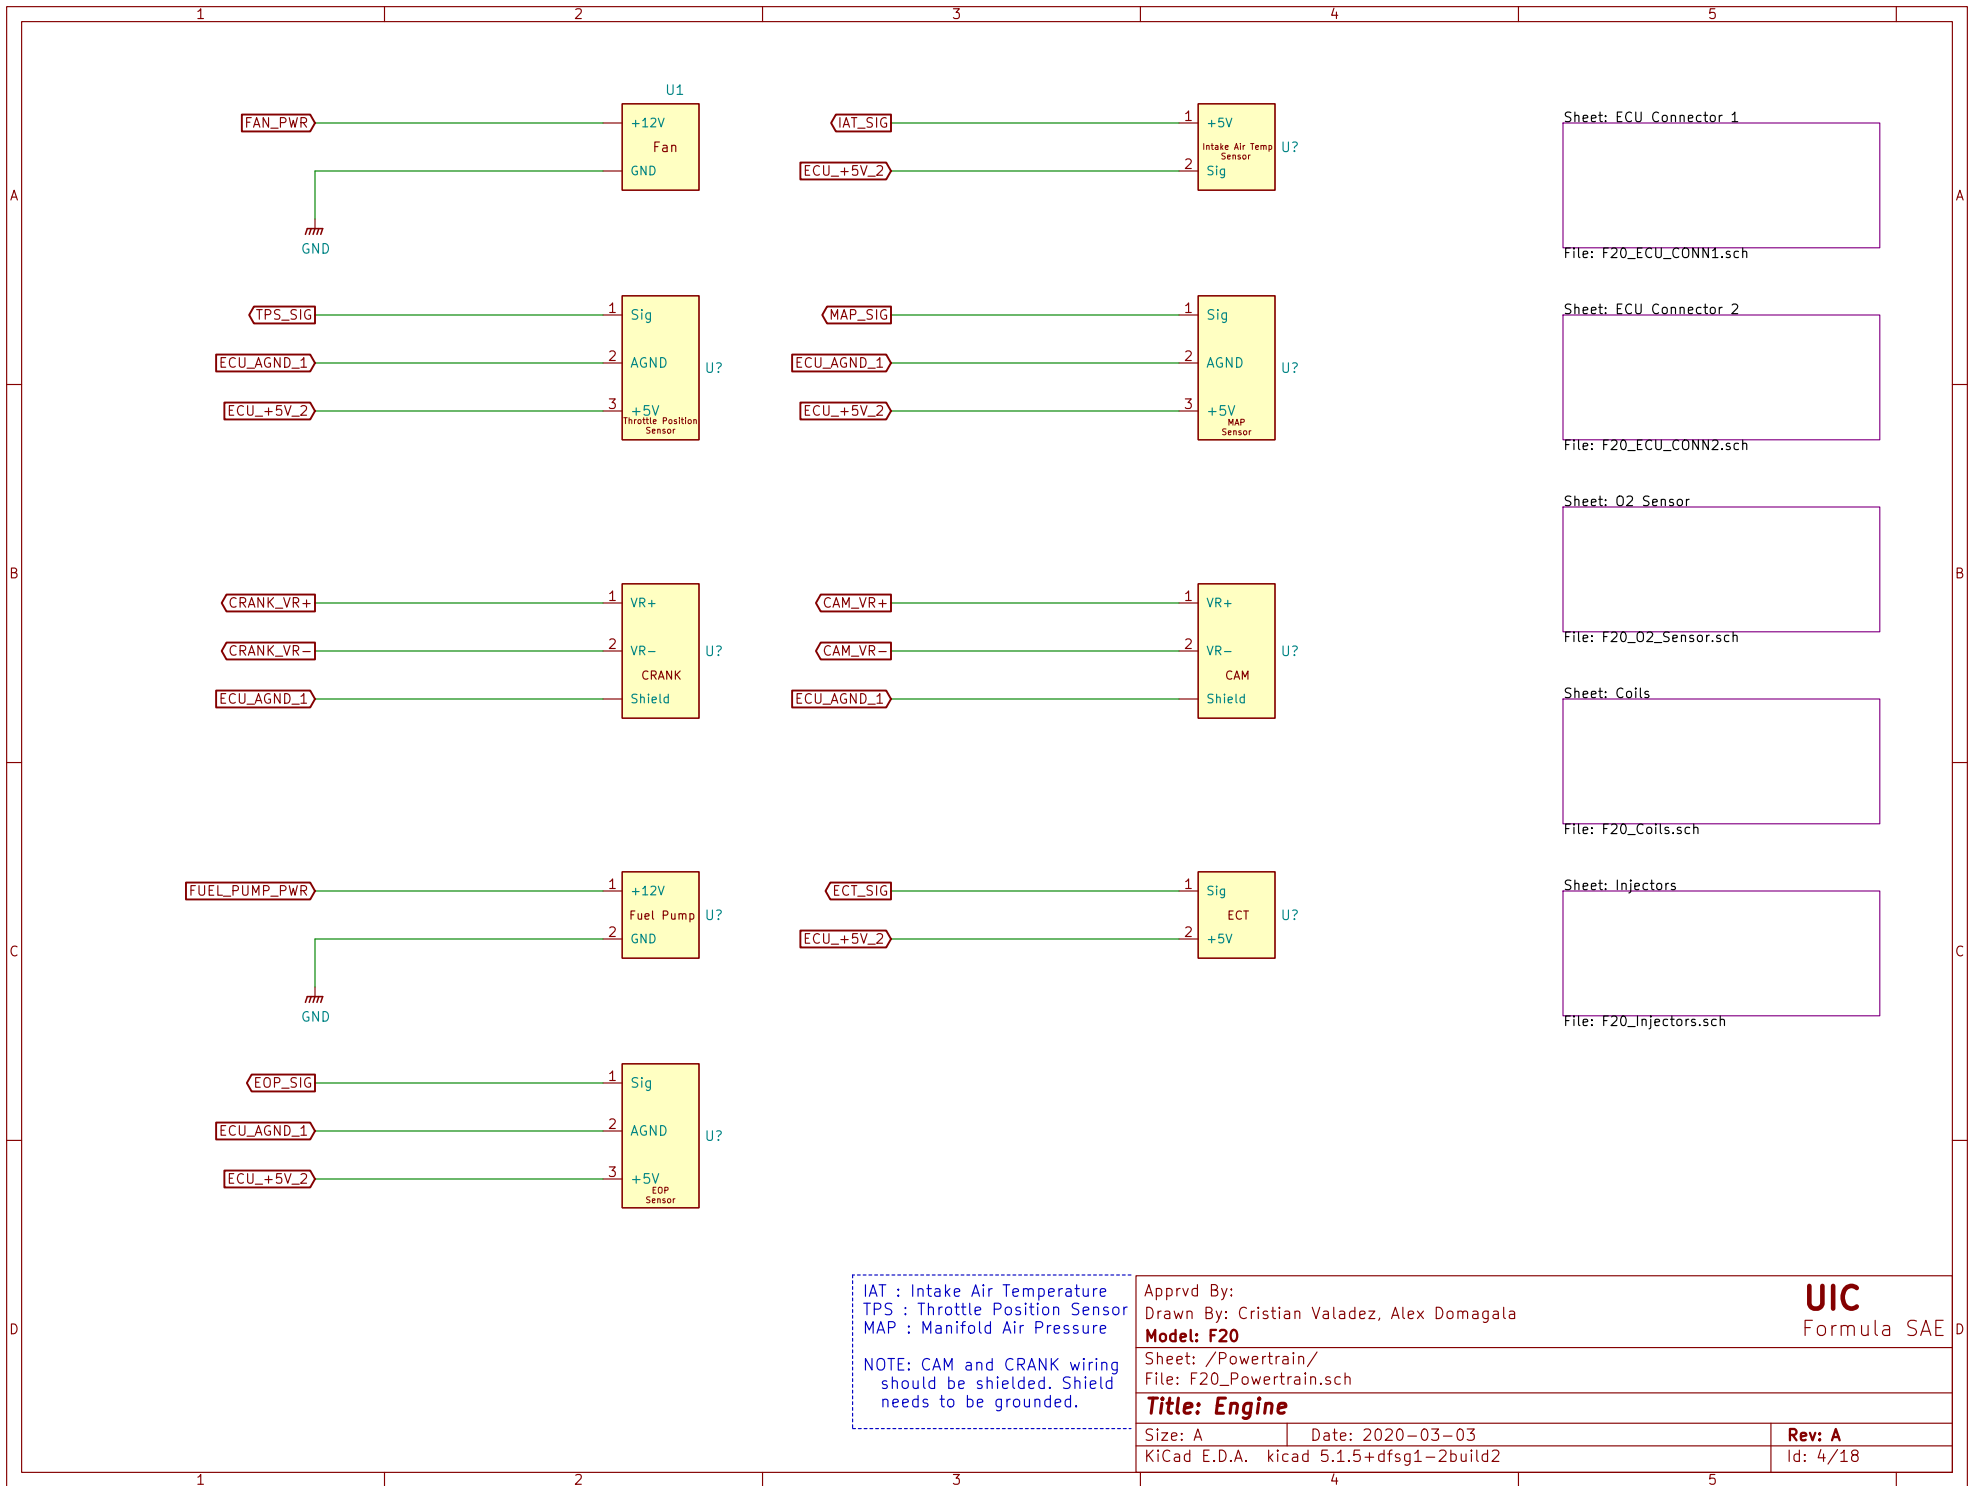 1 2 3 4 5
A A
B B
C C
D D
U1
FAN_PWR
+12V
Fan
GND
GND
IAT_SIG
1
+5V
Intake Air Temp
Sensor
U?
ECU_+5V_2
2
Sig
TPS_SIG
1
Sig
ECU_AGND_1
2
AGND
U?
ECU_+5V_2
3
+5V
Throttle Position
Sensor
MAP_SIG
1
Sig
ECU_AGND_1
2
AGND
U?
ECU_+5V_2
3
+5V
MAP
Sensor
CRANK_VR+
1
VR+
CRANK_VR-
2
VR-
U?
CRANK
ECU_AGND_1
Shield
CAM_VR+
1
VR+
CAM_VR-
2
VR-
U?
CAM
ECU_AGND_1
Shield
FUEL_PUMP_PWR
1
+12V
Fuel Pump
U?
2
GND
GND
ECT_SIG
1
Sig
ECT
U?
ECU_+5V_2
2
+5V
EOP_SIG
1
Sig
ECU_AGND_1
2
AGND
U?
ECU_+5V_2
3
+5V
EOP
Sensor
Sheet: ECU Connector 1
File: F20_ECU_CONN1.sch
Sheet: ECU Connector 2
File: F20_ECU_CONN2.sch
Sheet: O2 Sensor
File: F20_O2_Sensor.sch
Sheet: Coils
File: F20_Coils.sch
Sheet: Injectors
File: F20_Injectors.sch
IAT : Intake Air Temperature
TPS : Throttle Position Sensor
MAP : Manifold Air Pressure
NOTE: CAM and CRANK wiring
should be shielded. Shield
needs to be grounded.
Apprvd By:
Drawn By: Cristian Valadez, Alex Domagala
Model: F20
UIC
Formula SAE
Sheet: /Powertrain/
File: F20_Powertrain.sch
Title: Engine
Size: A
Date: 2020-03-03
Rev: A
KiCad E.D.A. kicad 5.1.5+dfsg1-2build2
Id: 4/18
1 2 3 4 5